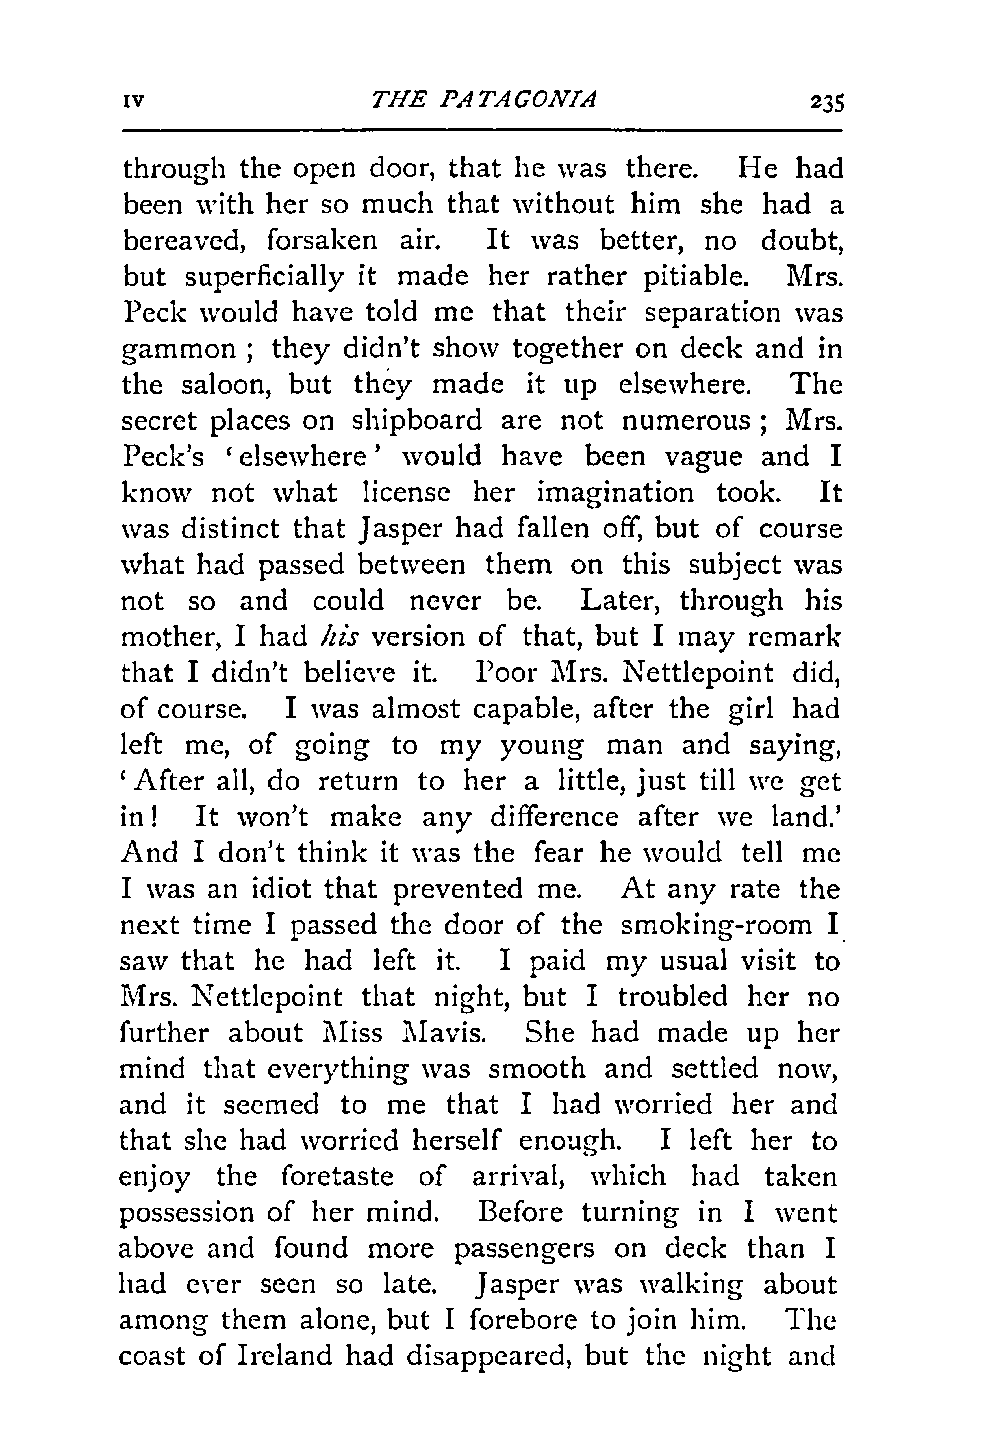 IV THE PATAGONIA 235
through the open door, that he was there. He had
been with her so much that without him she had a
bereaved, forsaken air. It was better, no doubt,
but superficially it made her rather pitiable. Mrs.
Peck would have told me that their separation was
gammon ; they didn't show together on deck and in
the saloon, but they made it up elsewhere. The
secret places on shipboard are not numerous ; Mrs.
Peck's ‘ elsewhere ’ would have been vague and I
know not what license her imagination took. It
was distinct that Jasper had fallen off, but of course
what had passed between them on this subject was
not so and could never be. Later, through his
mother, I had his version of that, but I may remark
that I didn't believe it. Poor Mrs. Nettlepoint did,
of course. I was almost capable, after the girl had
left me, of going to my young man and saying,
‘ After all, do return to her a little, just till we get
in ! It won't make any difference after we land.’
And I don't think it was the fear he would tell me
I was an idiot that prevented me. At any rate the
next time I passed the door of the smoking-room I
saw that he had left it. I paid my usual visit to
Mrs. Nettlepoint that night, but I troubled her no
further about Miss Mavis. She had made up her
mind that everything was smooth and settled now,
and it seemed to me that I had worried her and
that she had worried herself enough. I left her to
enjoy the foretaste of arrival, which had taken
possession of her mind. Before turning in I went
above and found more passengers on deck than I
had ever seen so late. Jasper was walking about
among them alone, but I forebore to join him. The
coast of Ireland had disappeared, but the night and